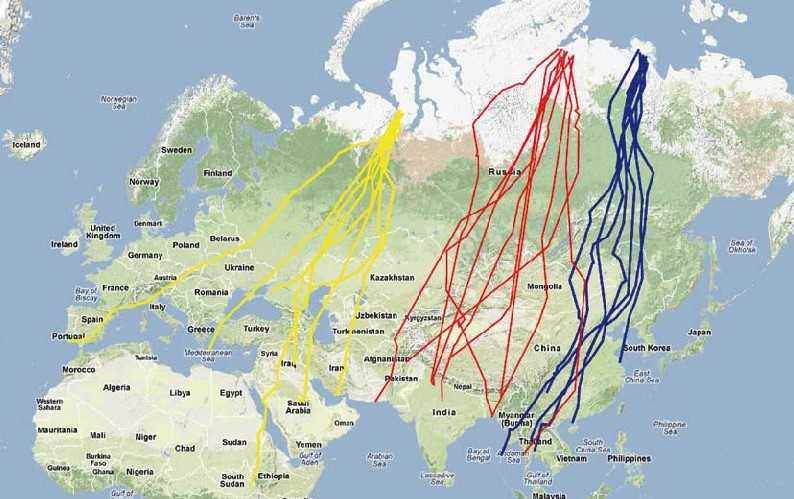 Baren's
Sea
Norwegian
Sea
Iceland
Sweden
Finland
Norway
Russia
Sea of
Okhotsk
United
Kingdom
Denmark
Ireland
Poland
Belarus
Germany
Ukraine
Kazakhstan
Bay of
Biscay
France
Austria
Romania
Mongolia
Italy
Spain
Portugal
Greece
Turkey
Uzbekistan
Kyrgyzstan
Turkmenistan
Japan
Mediterranean
Sea
Tunisia
Syria
Iraq
Iran
Afghanistan
China
South Korea
Morocco
Algeria
Libya
Egypt
Pakistan
Nepal
East
China Sea
Western
Sahara
Saudi
Arabia
Oman
India
Myanmar
(Burma)
Mauritania
Mali
Niger
Chad
Sudan
Yemen
Gulf of
Aden
Arabian
Sea
Bay of
Bengal
Andaman
Sea
Thailand
Vietnam
South
China Sea
Philippines
Philippine
Sea
Burkina
Faso
Guinea
Ghana
Nigeria
South
Sudan
Ethiopia
Laccadive
Sea
Gulf of
Thailand
Malaysia
Gulf of